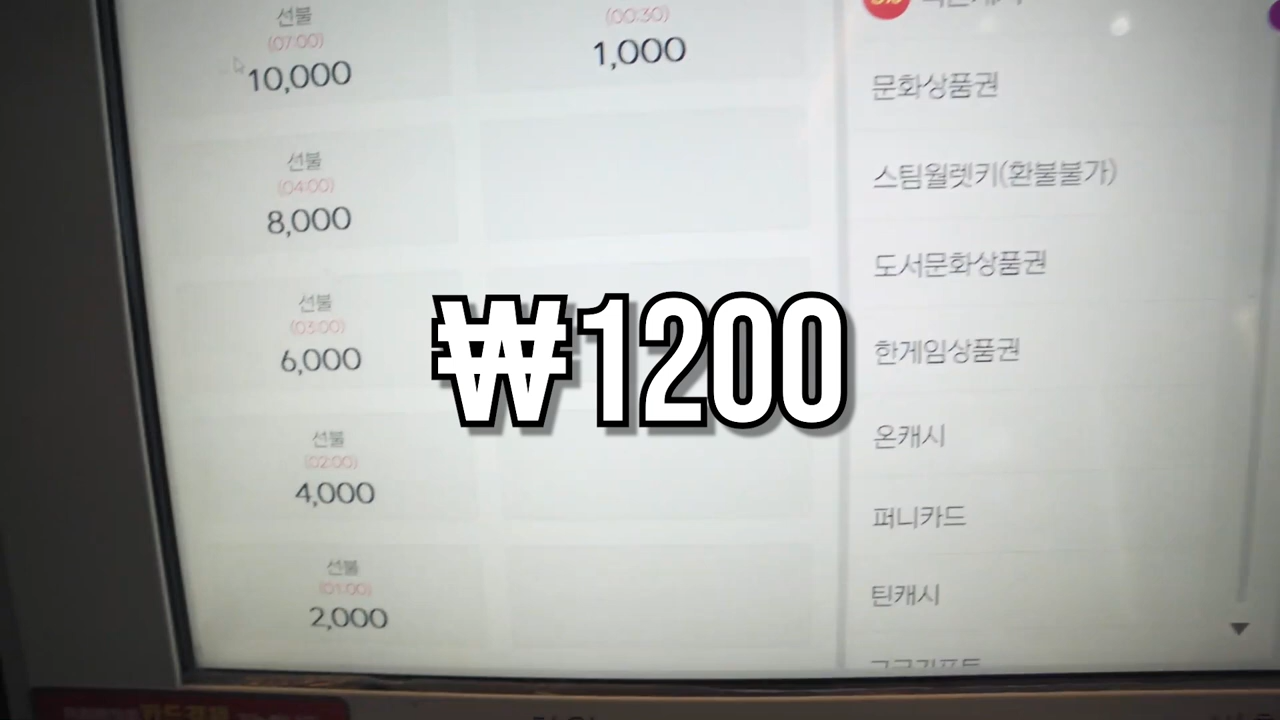 선불
(07:00)
10,000
(00:30)
1,000
선불
(04:00)
8,000
선불
(03:00)
6,000
선불
(02:00)
4,000
선불
(01:00)
2,000
₩1200
문화상품권
스팀월렛키(환불불가)
도서문화상품권
한게임상품권
온캐시
퍼니카드
틴캐시